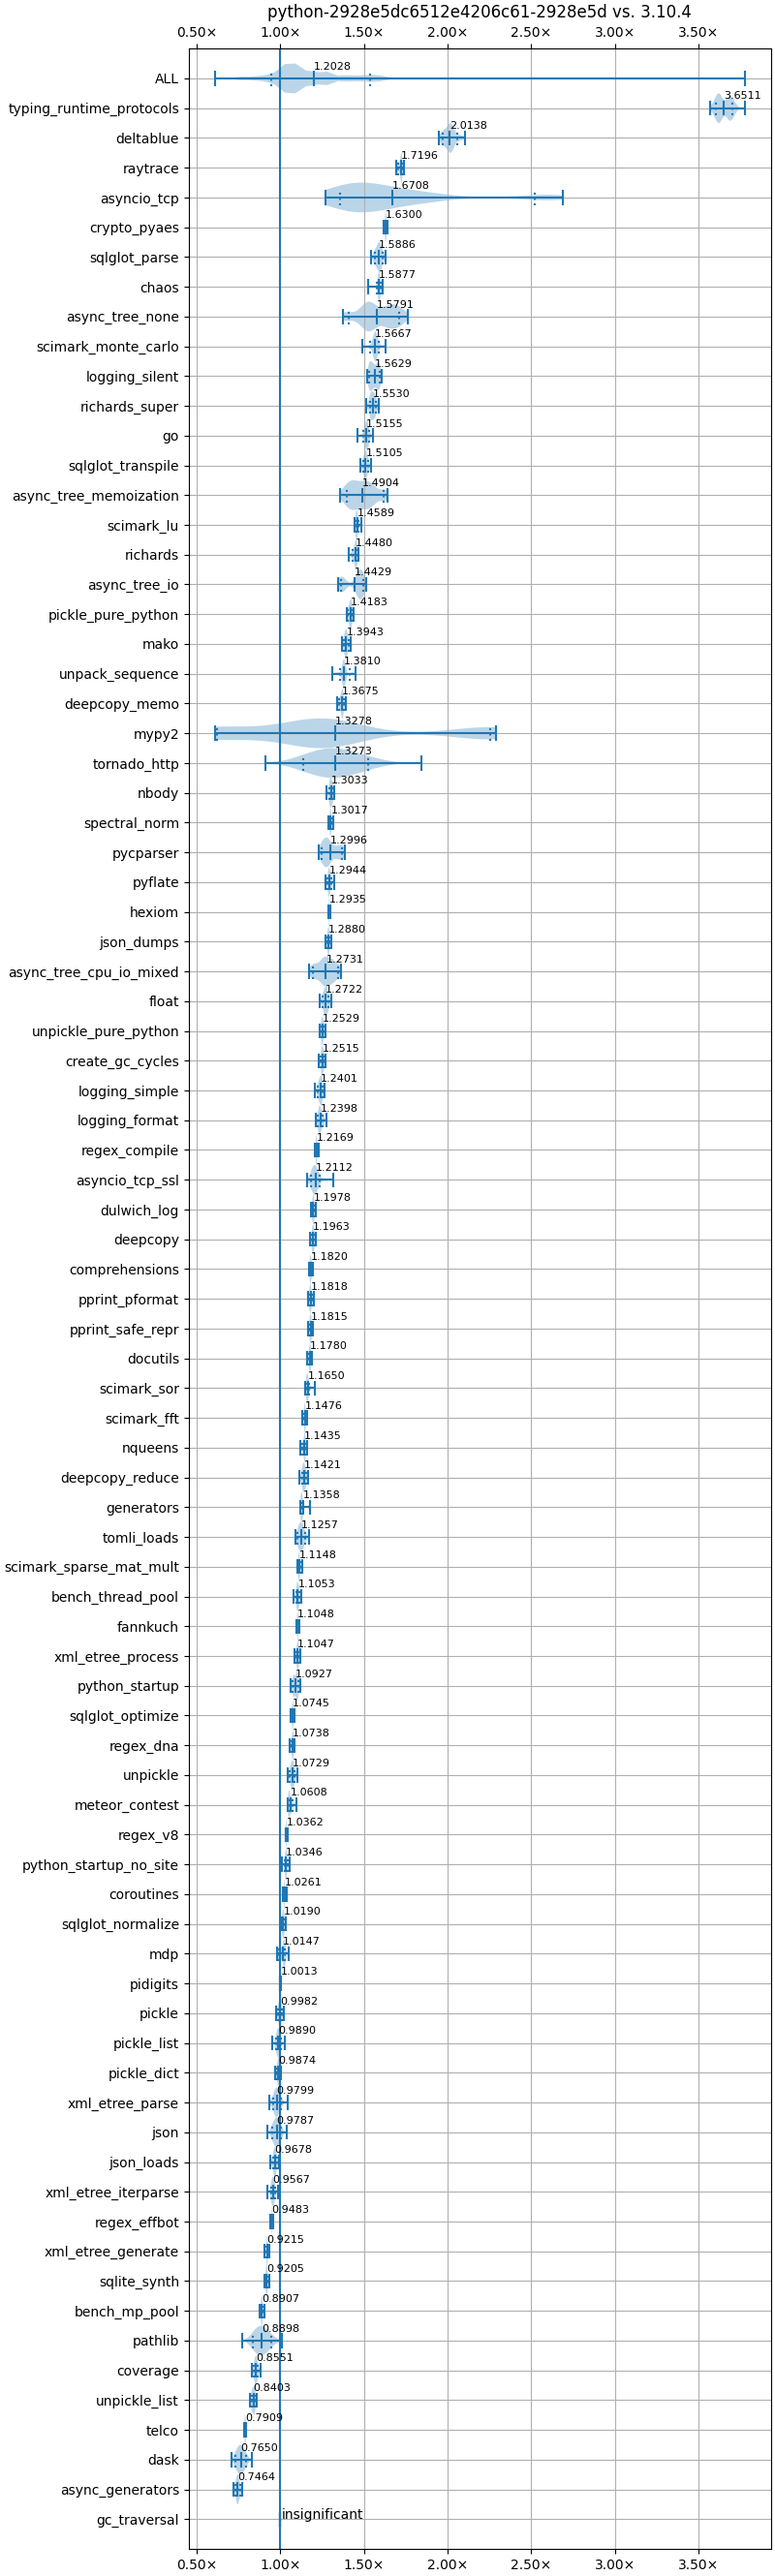 python-2928e5dc6512e4206c61-2928e5d vs. 3.10.4
0.50× 1.00× 1.50× 2.00× 2.50× 3.00× 3.50×
ALL 1.2028
typing_runtime_protocols 3.6511
deltablue 2.0138
raytrace 1.7196
asyncio_tcp 1.6708
crypto_pyaes 1.6300
sqlglot_parse 1.5886
chaos 1.5877
async_tree_none 1.5791
scimark_monte_carlo 1.5667
logging_silent 1.5629
richards_super 1.5530
go 1.5155
sqlglot_transpile 1.5105
async_tree_memoization 1.4904
scimark_lu 1.4589
richards 1.4480
async_tree_io 1.4429
pickle_pure_python 1.4183
mako 1.3943
unpack_sequence 1.3810
deepcopy_memo 1.3675
mypy2 1.3278
tornado_http 1.3273
nbody 1.3033
spectral_norm 1.3017
pycparser 1.2996
pyflate 1.2944
hexiom 1.2935
json_dumps 1.2880
async_tree_cpu_io_mixed 1.2731
float 1.2722
unpickle_pure_python 1.2529
create_gc_cycles 1.2515
logging_simple 1.2401
logging_format 1.2398
regex_compile 1.2169
asyncio_tcp_ssl 1.2112
dulwich_log 1.1978
deepcopy 1.1963
comprehensions 1.1820
pprint_pformat 1.1818
pprint_safe_repr 1.1815
docutils 1.1780
scimark_sor 1.1650
scimark_fft 1.1476
nqueens 1.1435
deepcopy_reduce 1.1421
generators 1.1358
tomli_loads 1.1257
scimark_sparse_mat_mult 1.1148
bench_thread_pool 1.1053
fannkuch 1.1048
xml_etree_process 1.1047
python_startup 1.0927
sqlglot_optimize 1.0745
regex_dna 1.0738
unpickle 1.0729
meteor_contest 1.0608
regex_v8 1.0362
python_startup_no_site 1.0346
coroutines 1.0261
sqlglot_normalize 1.0190
mdp 1.0147
pidigits 1.0013
pickle 0.9982
pickle_list 0.9890
pickle_dict 0.9874
xml_etree_parse 0.9799
json 0.9787
json_loads 0.9678
xml_etree_iterparse 0.9567
regex_effbot 0.9483
xml_etree_generate 0.9215
sqlite_synth 0.9205
bench_mp_pool 0.8907
pathlib 0.8898
coverage 0.8551
unpickle_list 0.8403
telco 0.7909
dask 0.7650
async_generators 0.7464
gc_traversal insignificant
0.50× 1.00× 1.50× 2.00× 2.50× 3.00× 3.50×